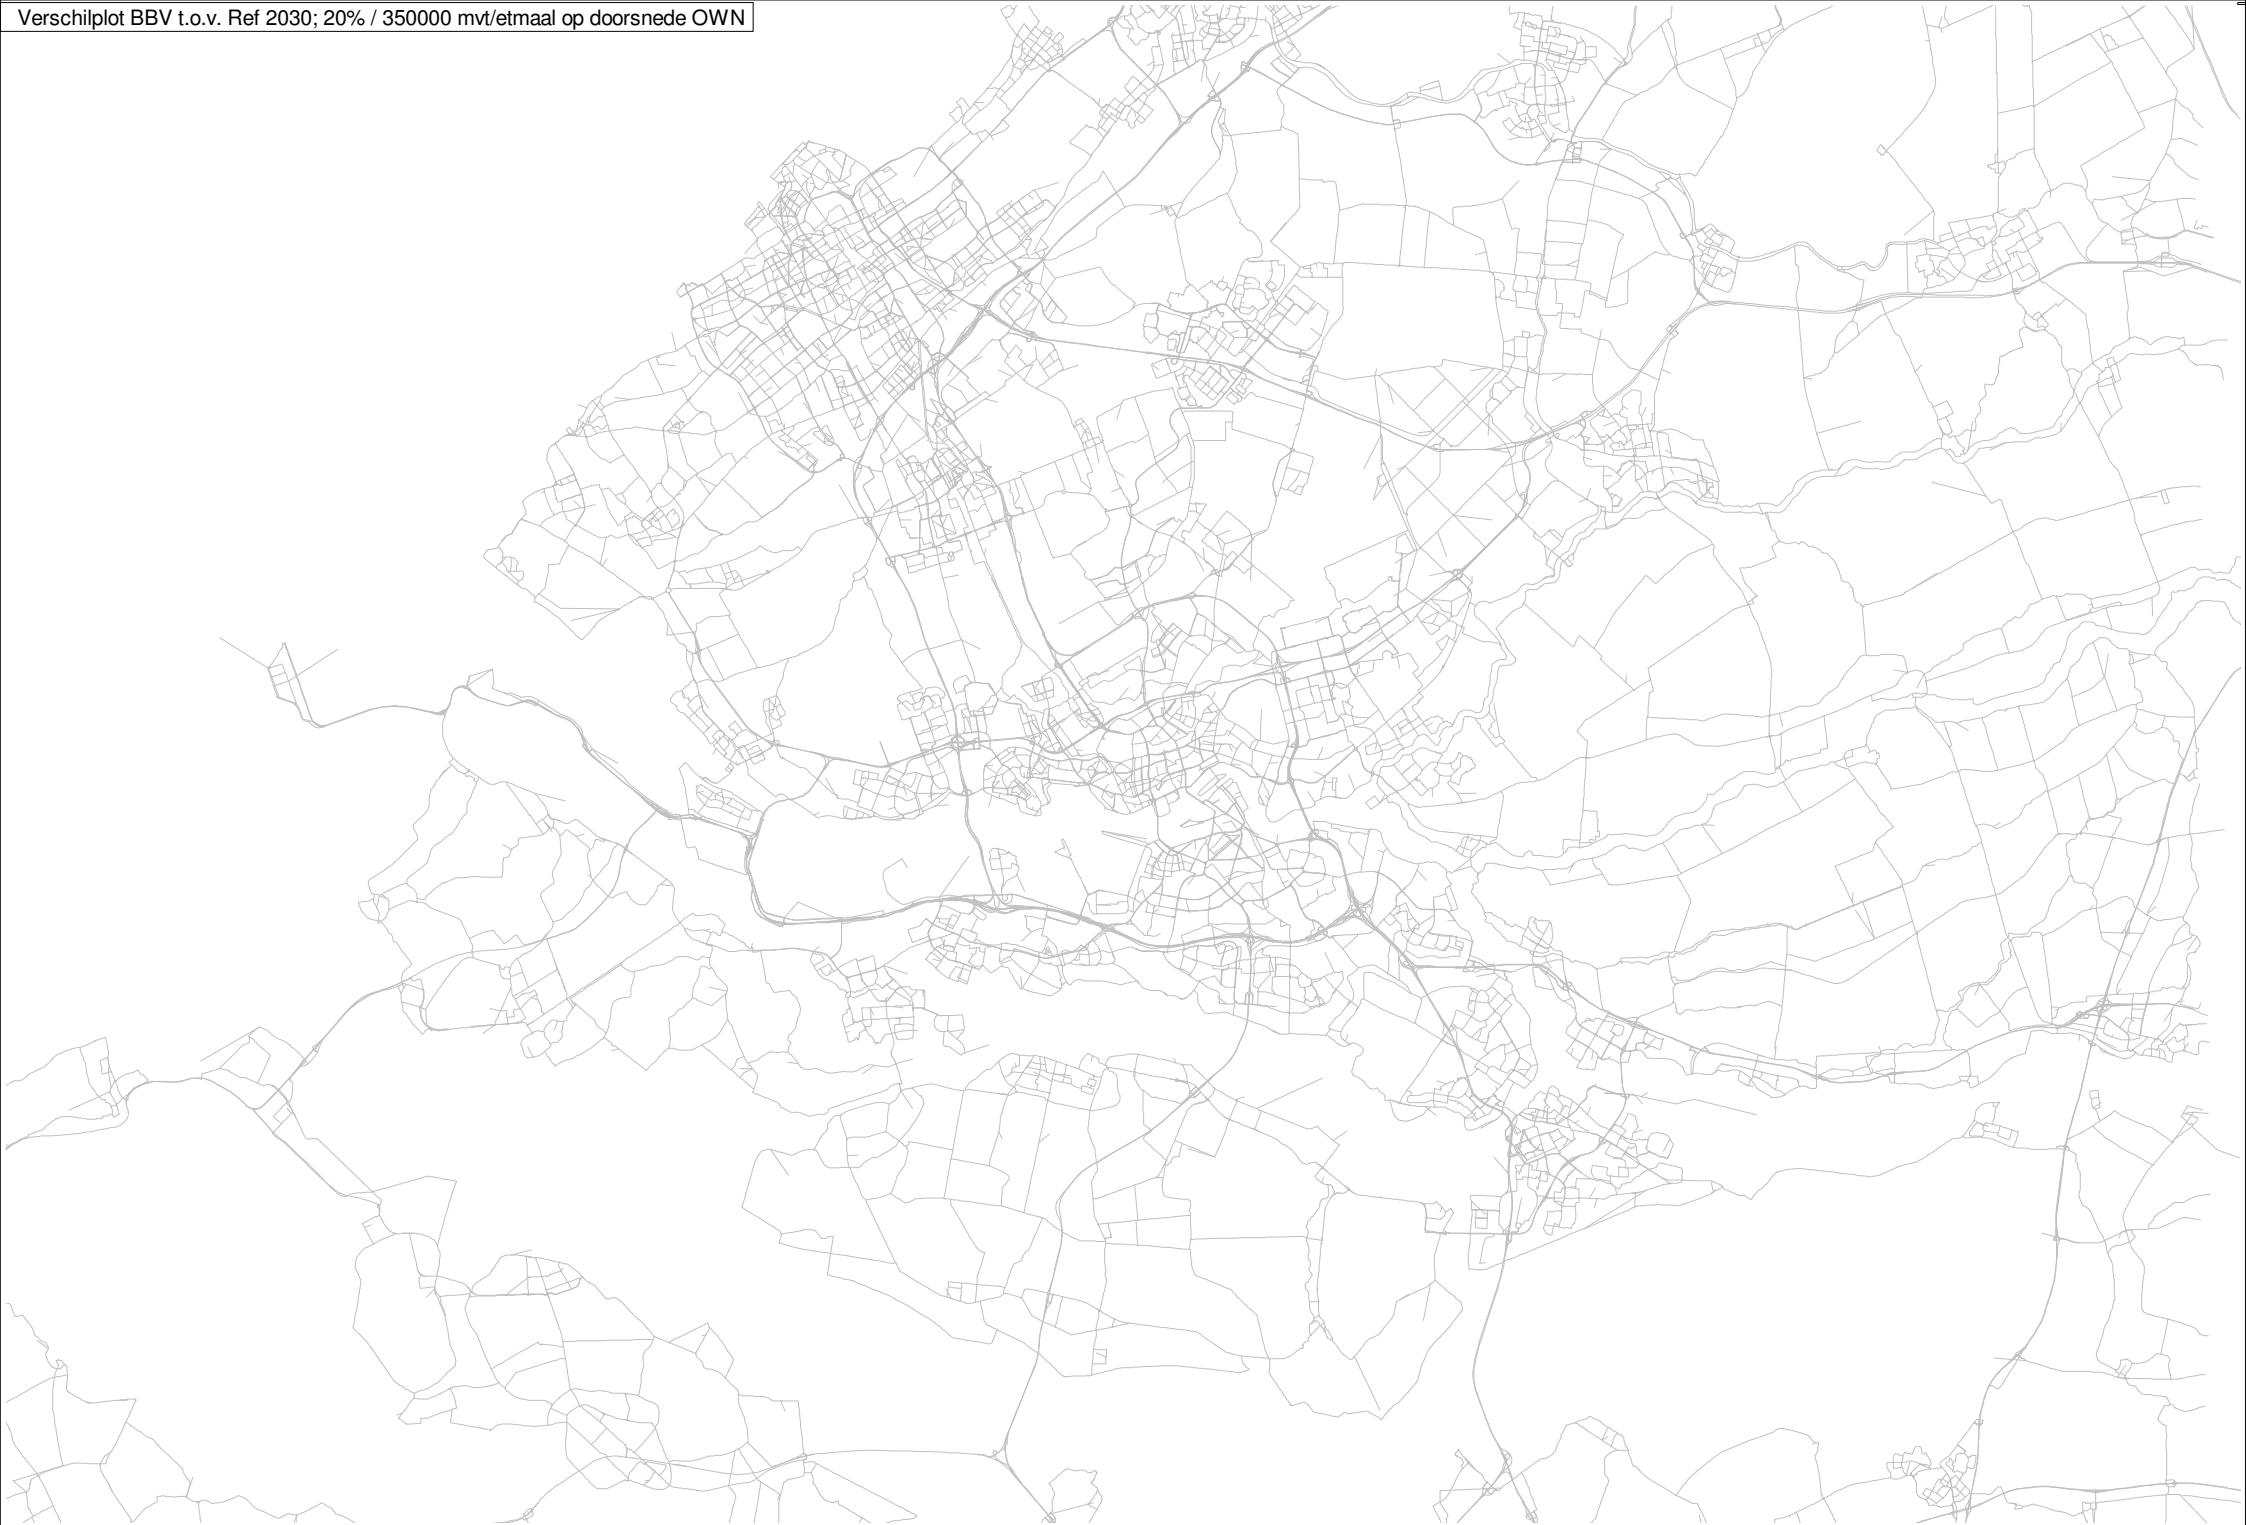 Verschilplot BBV t.o.v. Ref 2030; 20% / 350000 mvt/etmaal op doorsnede OWN